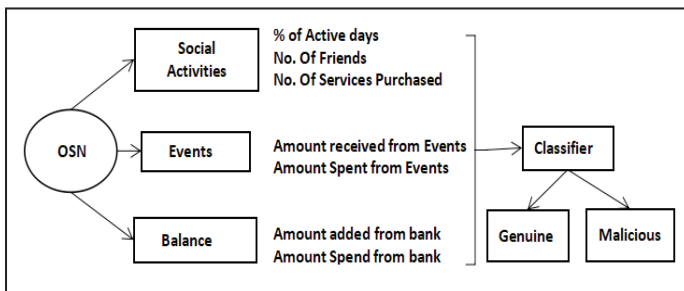 OSN
Social
Activities
% of Active days
No. Of Friends
No. Of Services Purchased
Events
Amount received from Events
Amount Spent from Events
Balance
Amount added from bank
Amount Spend from bank
Classifier
Genuine
Malicious